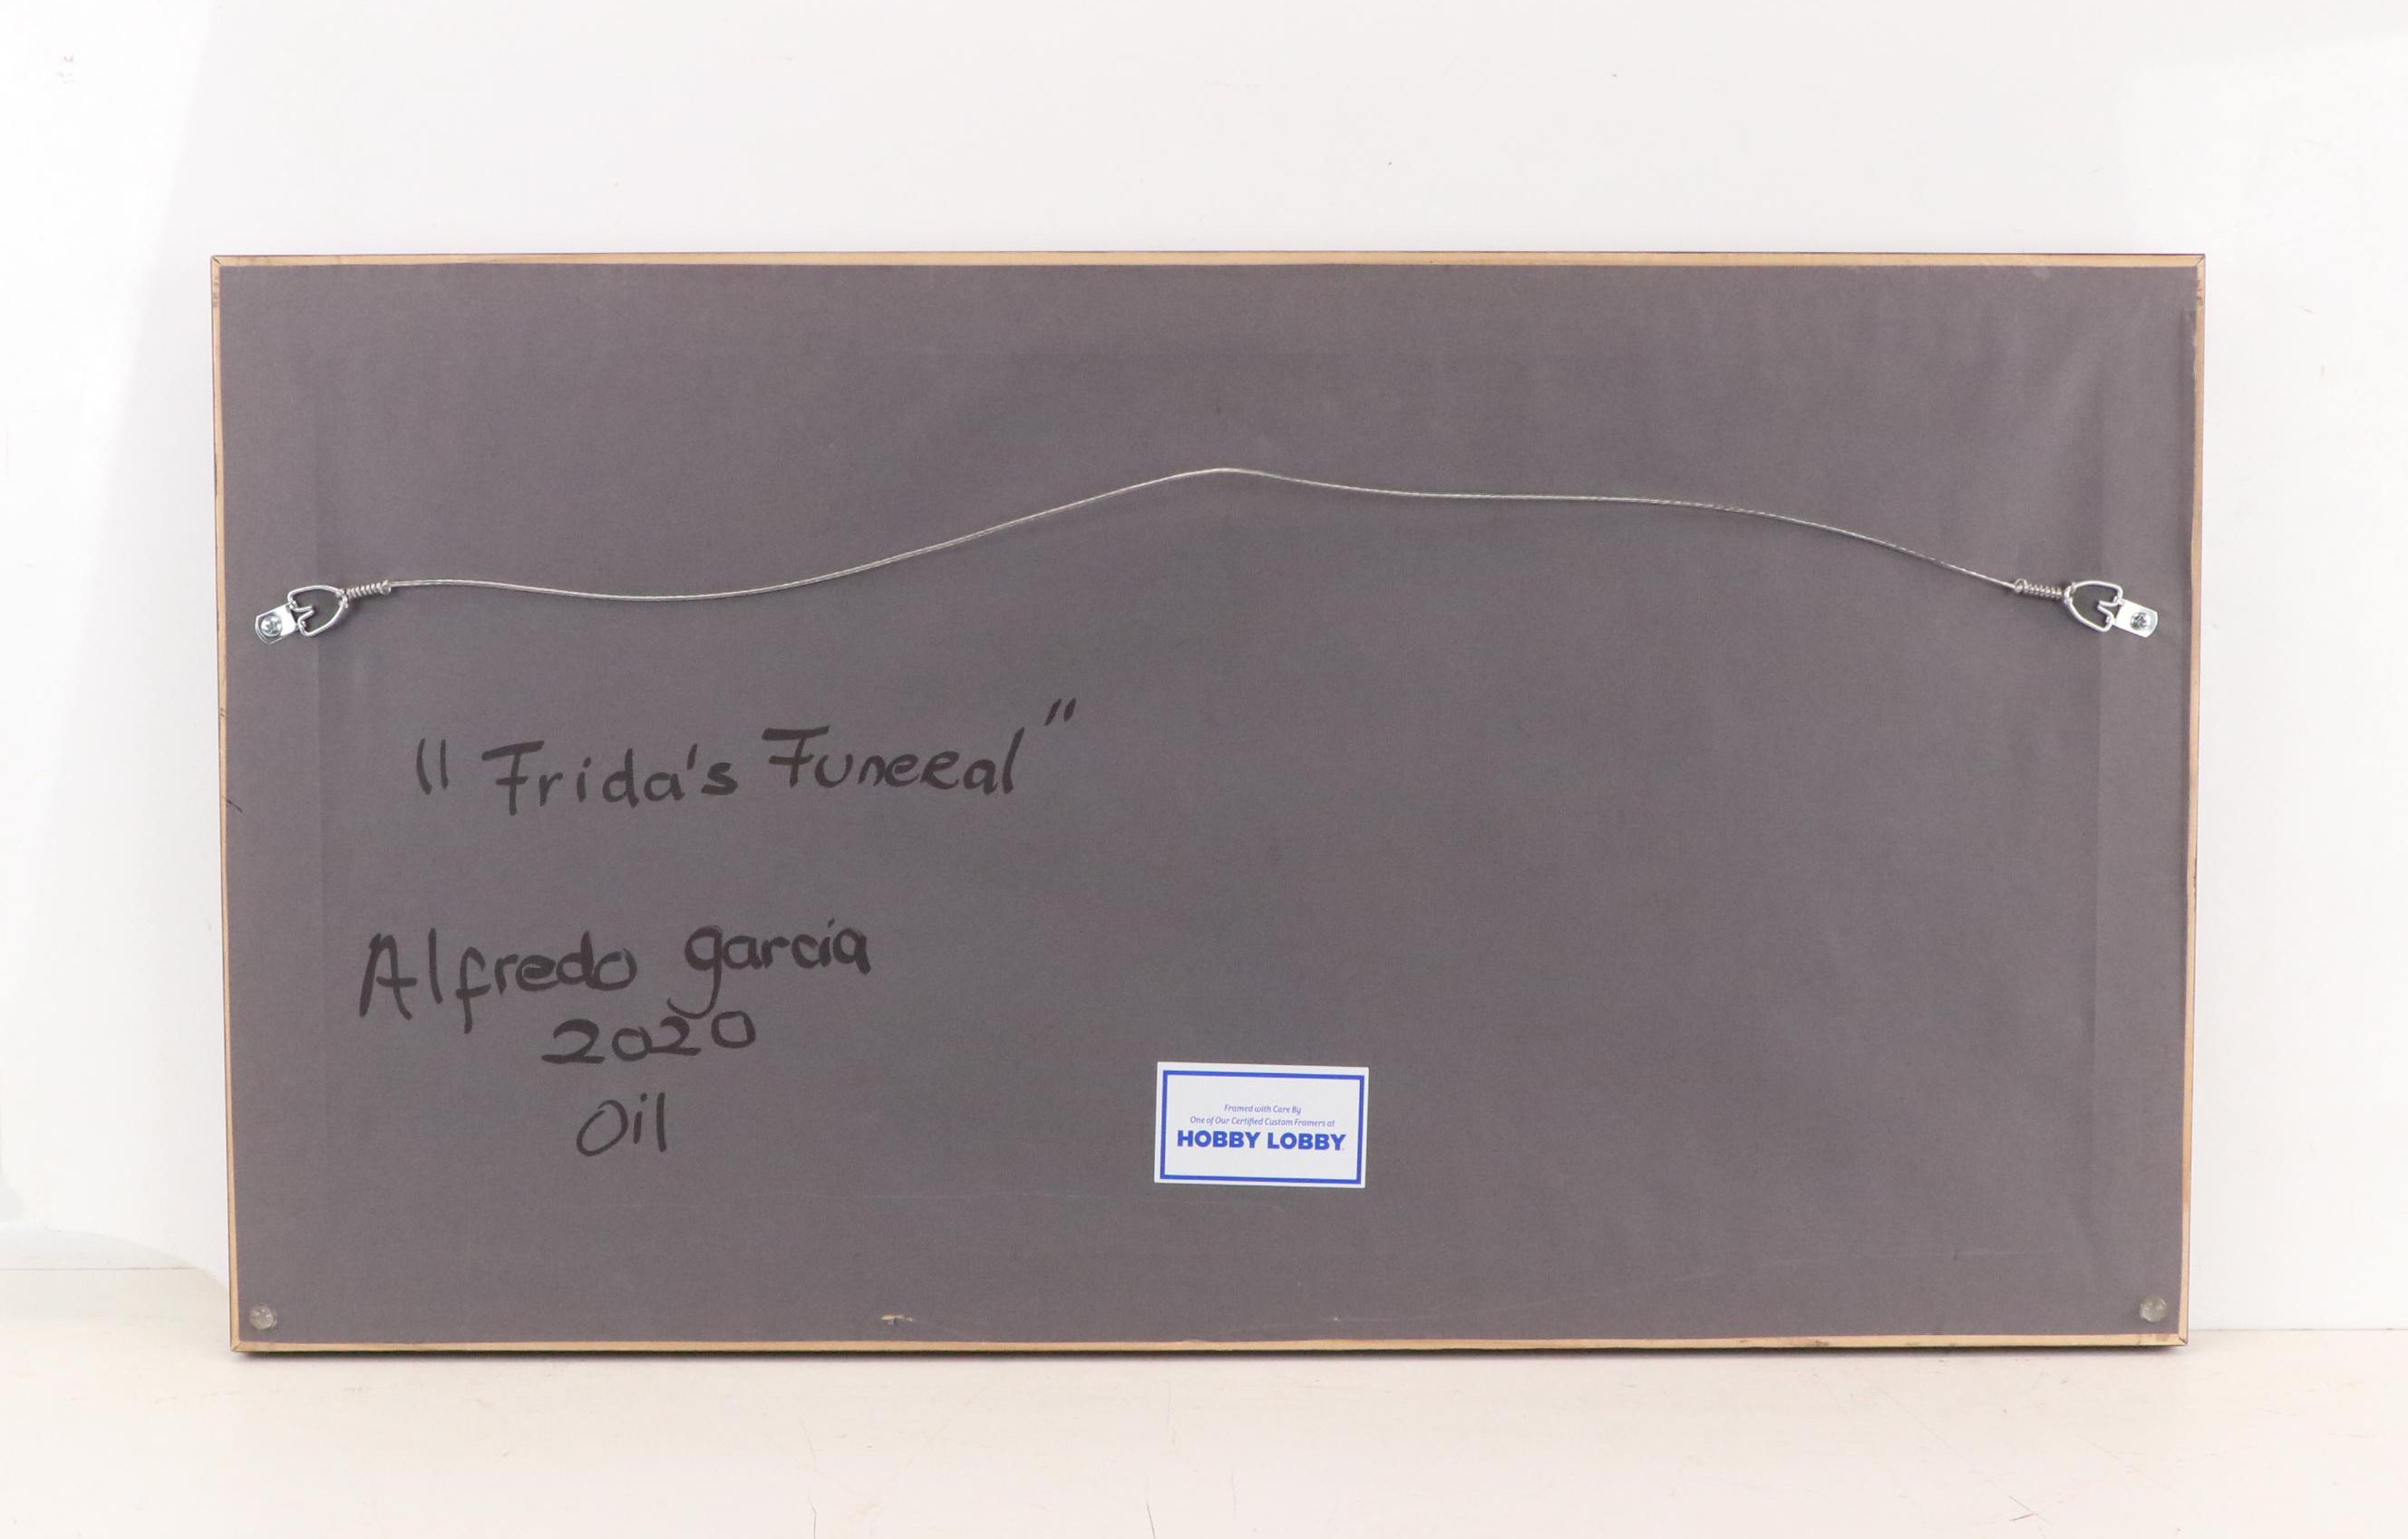 "Frida's Funeral"
Alfredo garcia
2020
oil
Framed with Care By
One of Our Certified Custom Framers at
HOBBY LOBBY